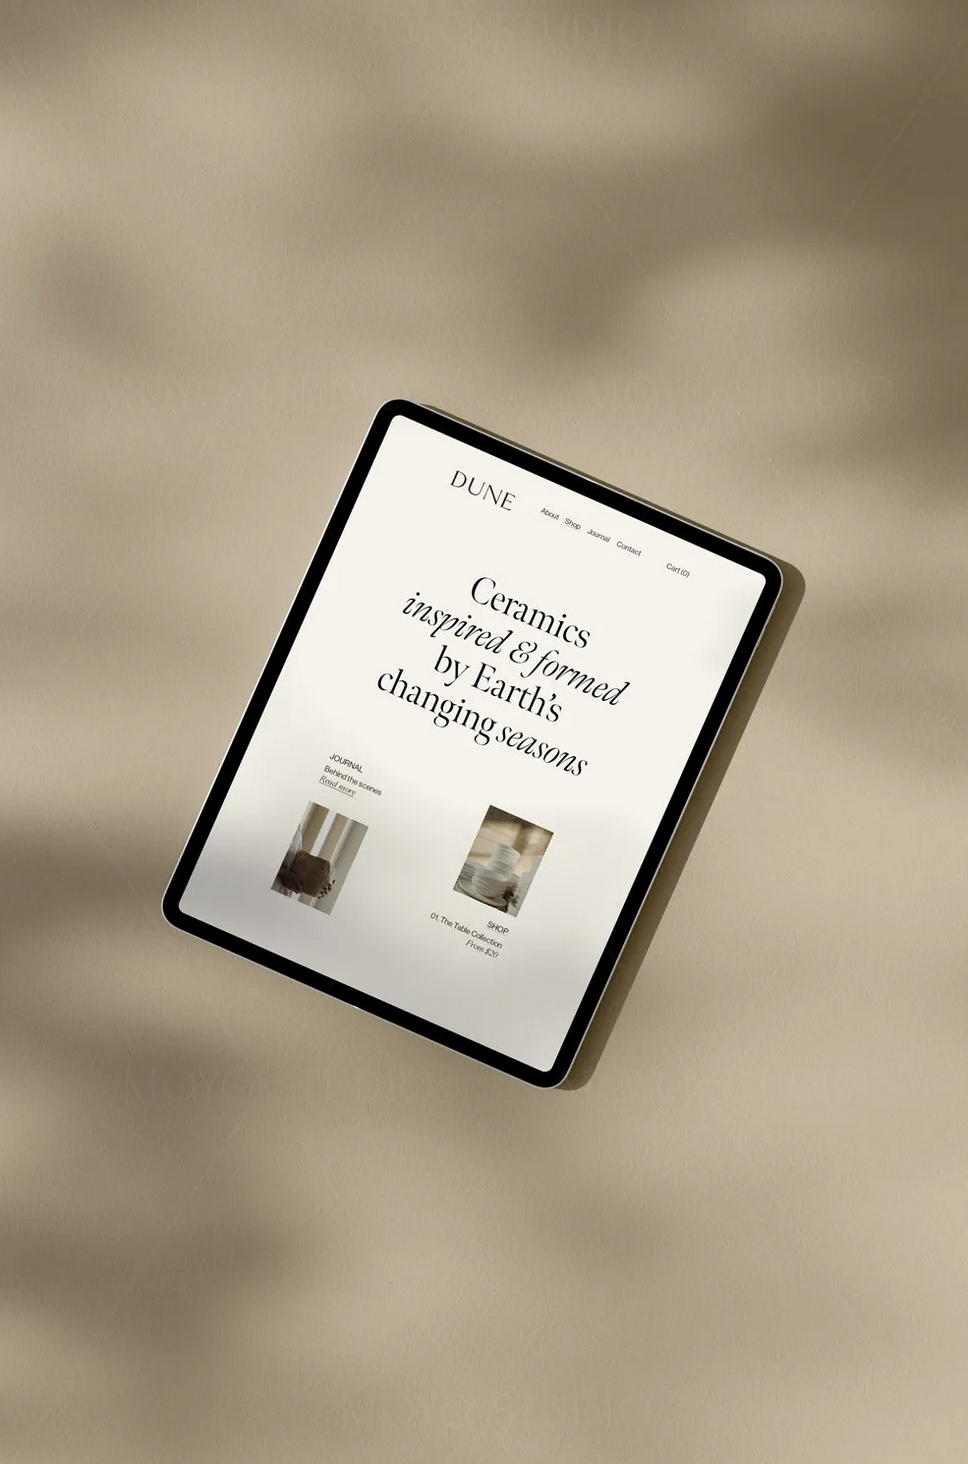 DUNE
About Shop Journal Contact
Cart (0)
Ceramics
inspired & formed
by Earth's
changing seasons
JOURNAL
Behind the scenes
Read more
SHOP
01. The Table Collection
From $20